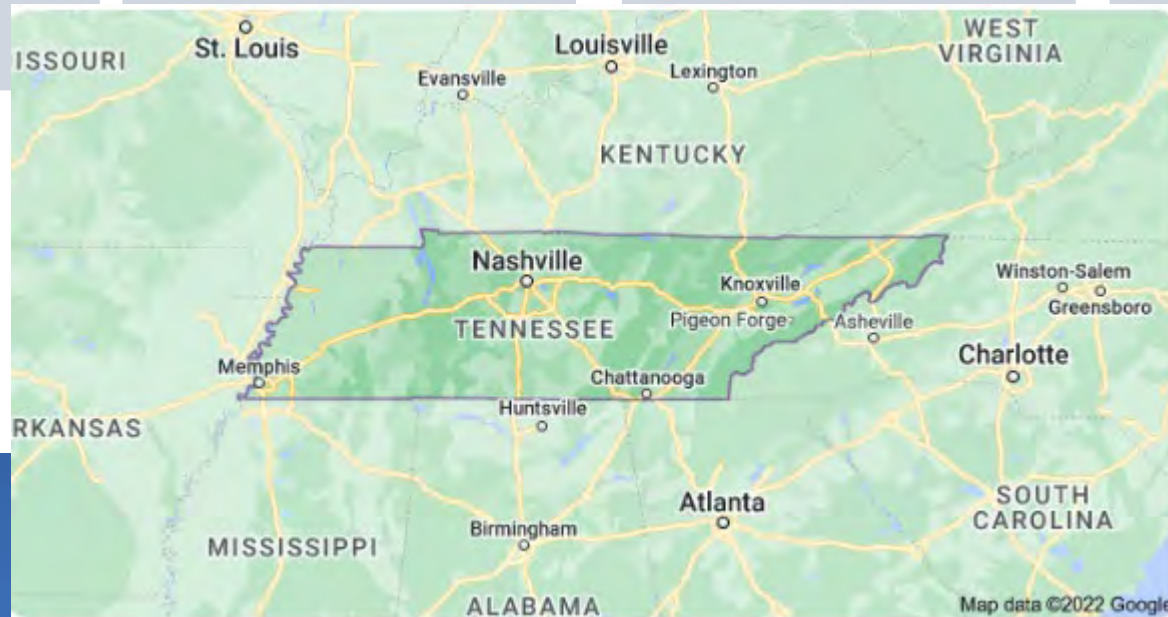 St. Louis
ISSOURI
Louisville
WEST
VIRGINIA
Evansville
Lexington
KENTUCKY
Nashville
Knoxville
Winston-Salem
Greensboro
TENNESSEE
Pigeon Forge
Asheville
Memphis
Chattanooga
Charlotte
Huntsville
RKANSAS
Atlanta
SOUTH
CAROLINA
Birmingham
MISSISSIPPI
ALABAMA
Map data ©2022 Google